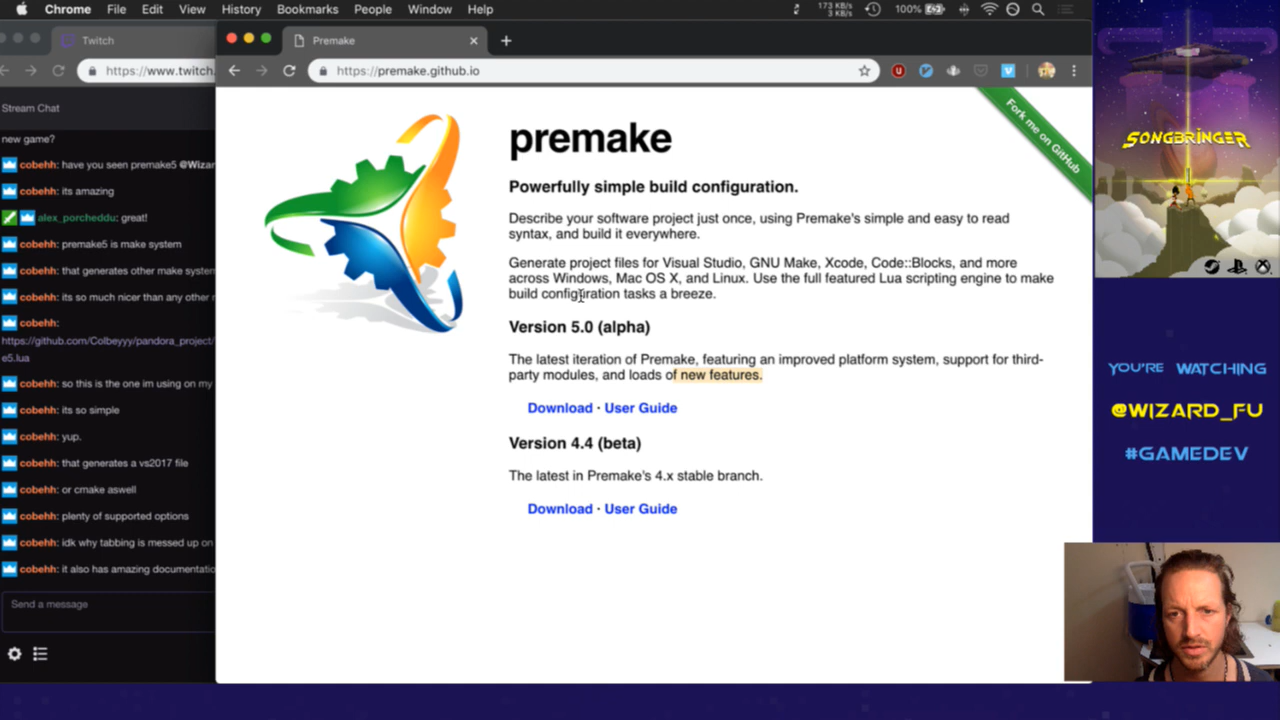 Chrome File Edit View History Bookmarks People Window Help
173 KB/s
3 KB/s
100%
Twitch
https://www.twitch.
Stream Chat
new game?
cobehh: have you seen premake5 @Wizar
cobehh: its amazing
alex_porcheddu: great!
cobehh: premake5 is make system
cobehh: that generates other make system
cobehh: its so much nicer than any other
cobehh:
https://github.com/Colbeyyy/pandora_project/
e5.lua
cobehh: so this is the one im using on my
cobehh: its so simple
cobehh: yup.
cobehh: that generates a vs2017 file
cobehh: or cmake aswell
cobehh: plenty of supported options
cobehh: idk why tabbing is messed up on
cobehh: it also has amazing documentatio
Send a message
Premake
https://premake.github.io
Fork me on GitHub
premake
Powerfully simple build configuration.
Describe your software project just once, using Premake's simple and easy to read
syntax, and build it everywhere.
Generate project files for Visual Studio, GNU Make, Xcode, Code::Blocks, and more
across Windows, Mac OS X, and Linux. Use the full featured Lua scripting engine to make
build configuration tasks a breeze.
Version 5.0 (alpha)
The latest iteration of Premake, featuring an improved platform system, support for third-
party modules, and loads of new features.
Download · User Guide
Version 4.4 (beta)
The latest in Premake's 4.x stable branch.
Download · User Guide
SONGBRINGER
YOU'RE WATCHING
@WIZARD_FU
#GAMEDEV